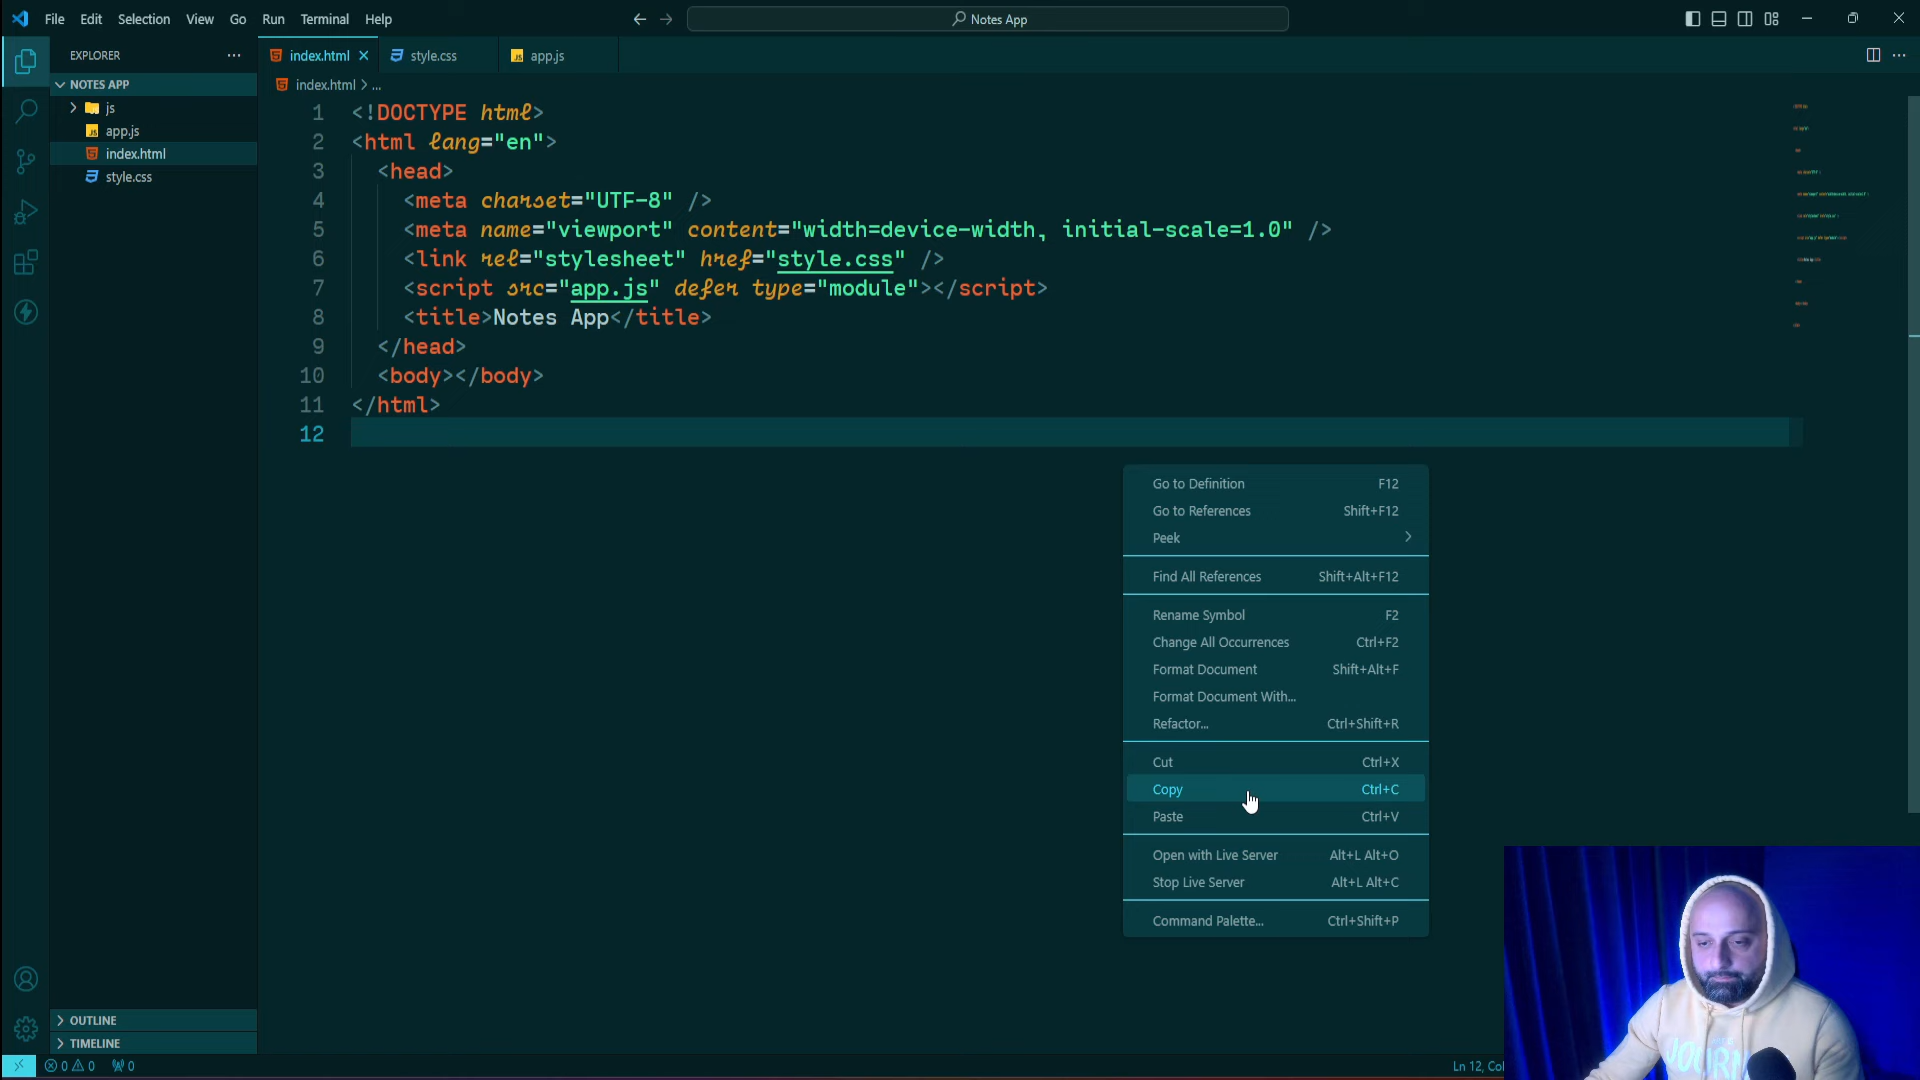 File Edit Selection View Go Run Terminal Help
Notes App
EXPLORER
NOTES APP
js
app.js
index.html
style.css
OUTLINE
TIMELINE
index.html
style.css
app.js
index.html > ...
1 <!DOCTYPE html>
2 <html lang="en">
3 <head>
4 <meta charset="UTF-8" />
5 <meta name="viewport" content="width=device-width, initial-scale=1.0" />
6 <link rel="stylesheet" href="style.css" />
7 <script src="app.js" defer type="module"></script>
8 <title>Notes App</title>
9 </head>
10 <body></body>
11 </html>
12
Go to Definition F12
Go to References Shift+F12
Peek
Find All References Shift+Alt+F12
Rename Symbol F2
Change All Occurrences Ctrl+F2
Format Document Shift+Alt+F
Format Document With...
Refactor... Ctrl+Shift+R
Cut Ctrl+X
Copy Ctrl+C
Paste Ctrl+V
Open with Live Server Alt+L Alt+O
Stop Live Server Alt+L Alt+C
Command Palette... Ctrl+Shift+P
0 0 0
Ln 12, Col